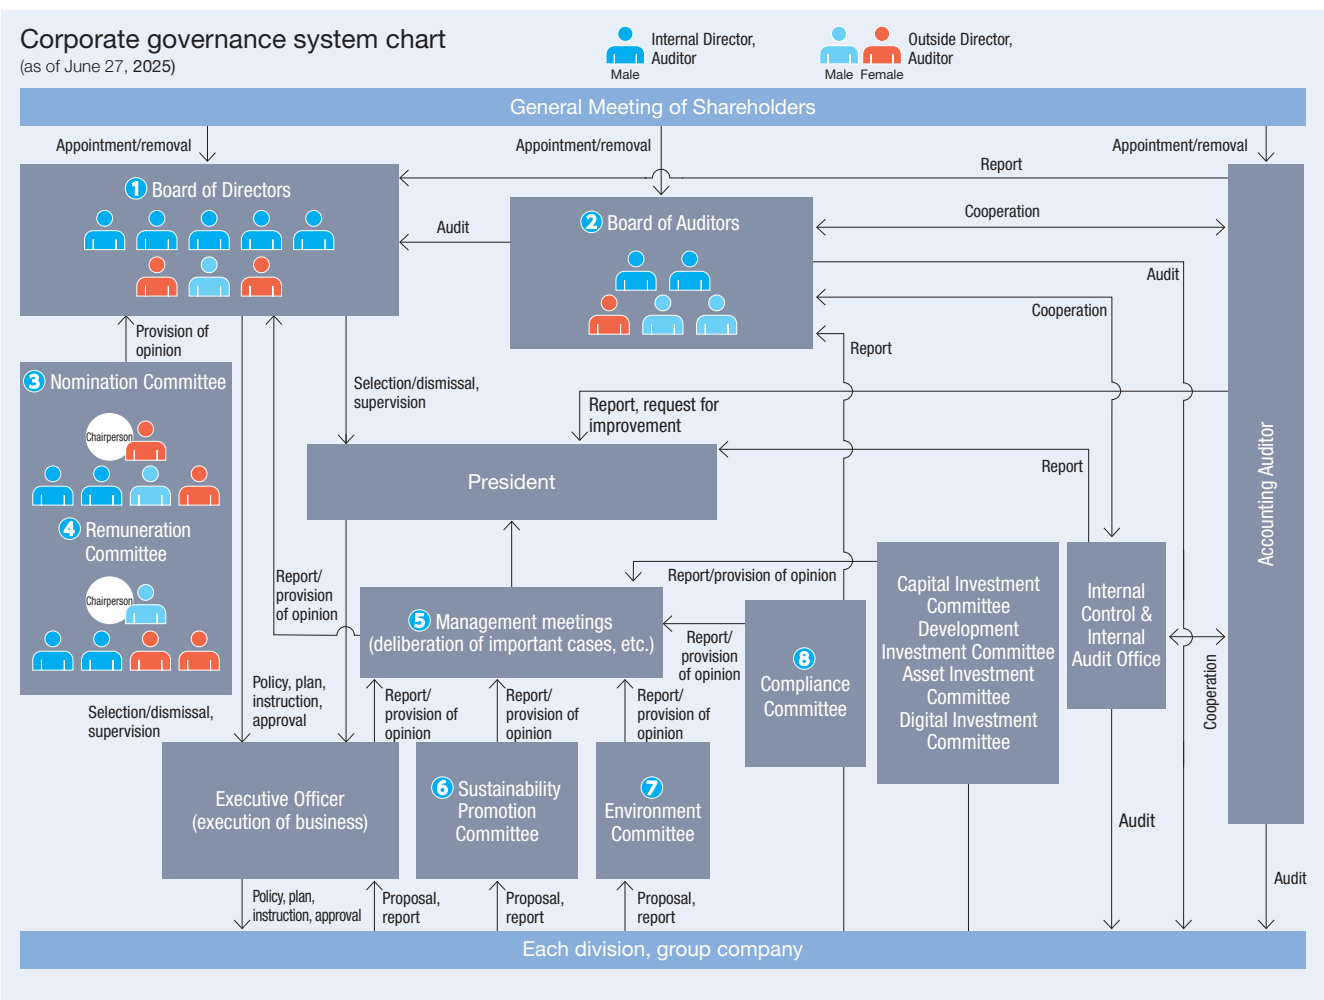 Corporate governance system chart
(as of June 27, 2025)
Male
Internal Director,
Auditor
Male Female
Outside Director,
Auditor
General Meeting of Shareholders
Appointment/removal
Appointment/removal
Appointment/removal
Report
1 Board of Directors
Audit
2 Board of Auditors
Cooperation
Audit
Cooperation
Report
Provision of
opinion
3 Nomination Committee
Chairperson
4 Remuneration
Committee
Chairperson
Selection/dismissal,
supervision
Report, request for
improvement
President
Report
Accounting Auditor
Report/
provision
of opinion
Report/provision of opinion
5 Management meetings
(deliberation of important cases, etc.)
Report/
provision
of opinion
8
Compliance
Committee
Capital Investment
Committee
Development
Investment Committee
Asset Investment
Committee
Digital Investment
Committee
Internal
Control &
Internal
Audit Office
Cooperation
Selection/dismissal,
supervision
Policy, plan,
instruction,
approval
Report/
provision of
opinion
Report/
provision of
opinion
Report/
provision of
opinion
Executive Officer
(execution of business)
6 Sustainability
Promotion
Committee
7
Environment
Committee
Audit
Audit
Policy, plan,
instruction, approval
Proposal,
report
Proposal,
report
Proposal,
report
Each division, group company